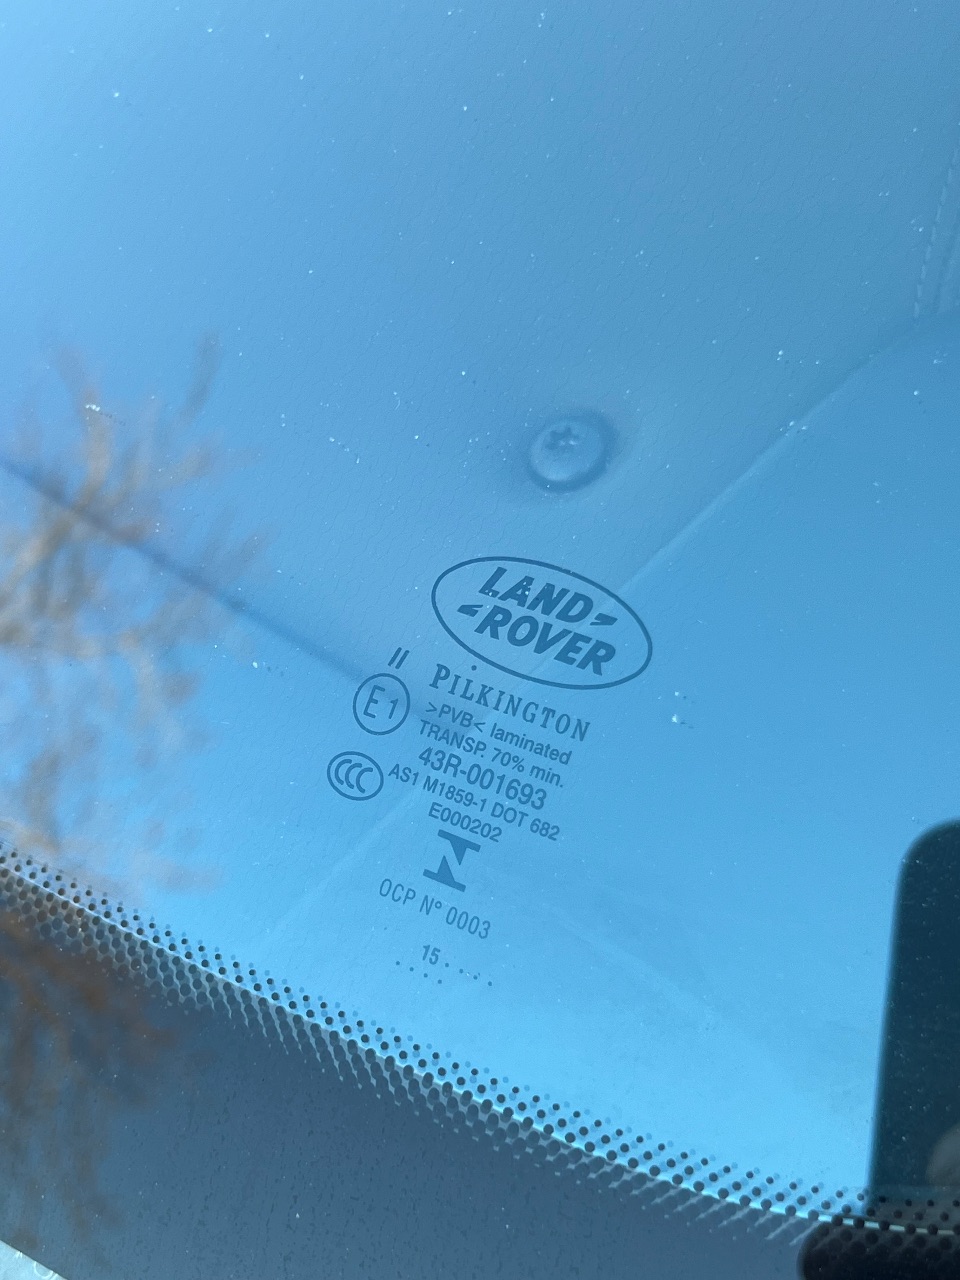 LAND
ROVER
II
PILKINGTON
E1
>PVB< laminated
TRANSP. 70% min.
43R-001693
CCC
AS1 M1859-1 DOT 682
E000202
OCP Nº 0003
15